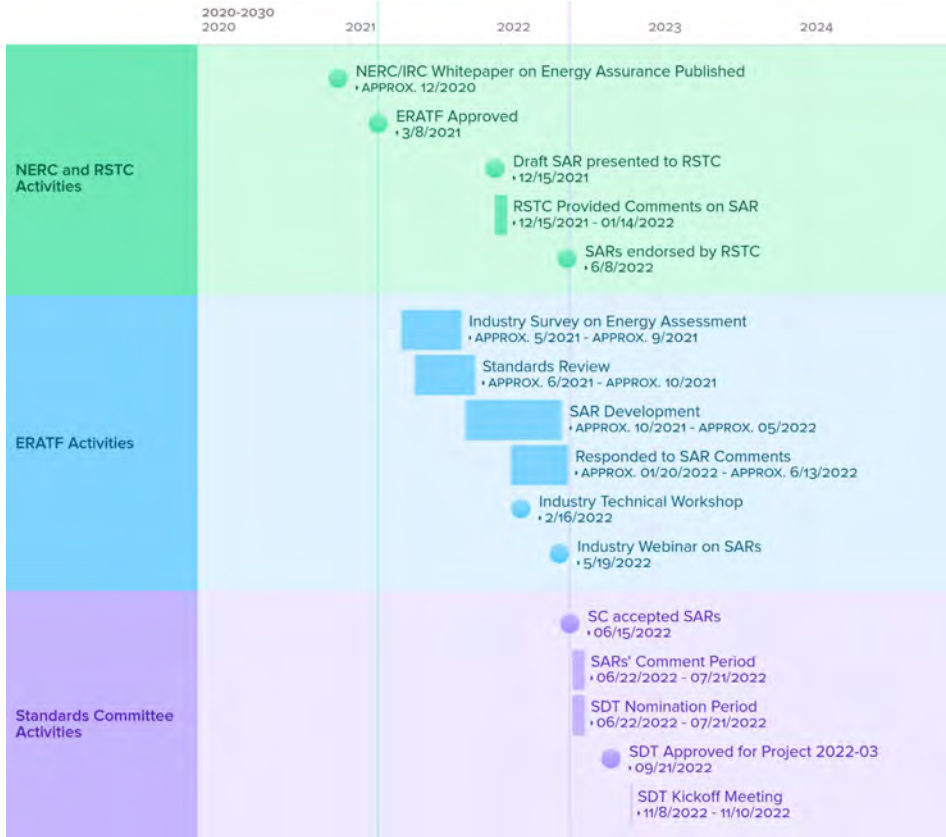 2020-2030
2020 2021 2022 2023 2024
NERC and RSTC
Activities
NERC/IRC Whitepaper on Energy Assurance Published
APPROX. 12/2020
ERATF Approved
3/8/2021
Draft SAR presented to RSTC
12/15/2021
RSTC Provided Comments on SAR
12/15/2021 - 01/14/2022
SARs endorsed by RSTC
6/8/2022
ERATF Activities
Industry Survey on Energy Assessment
APPROX. 5/2021 - APPROX. 9/2021
Standards Review
APPROX. 6/2021 - APPROX. 10/2021
SAR Development
APPROX. 10/2021 - APPROX. 05/2022
Responded to SAR Comments
APPROX. 01/20/2022 - APPROX. 6/13/2022
Industry Technical Workshop
2/16/2022
Industry Webinar on SARs
5/19/2022
Standards Committee
Activities
SC accepted SARs
06/15/2022
SARs' Comment Period
06/22/2022 - 07/21/2022
SDT Nomination Period
06/22/2022 - 07/21/2022
SDT Approved for Project 2022-03
09/21/2022
SDT Kickoff Meeting
11/8/2022 - 11/10/2022